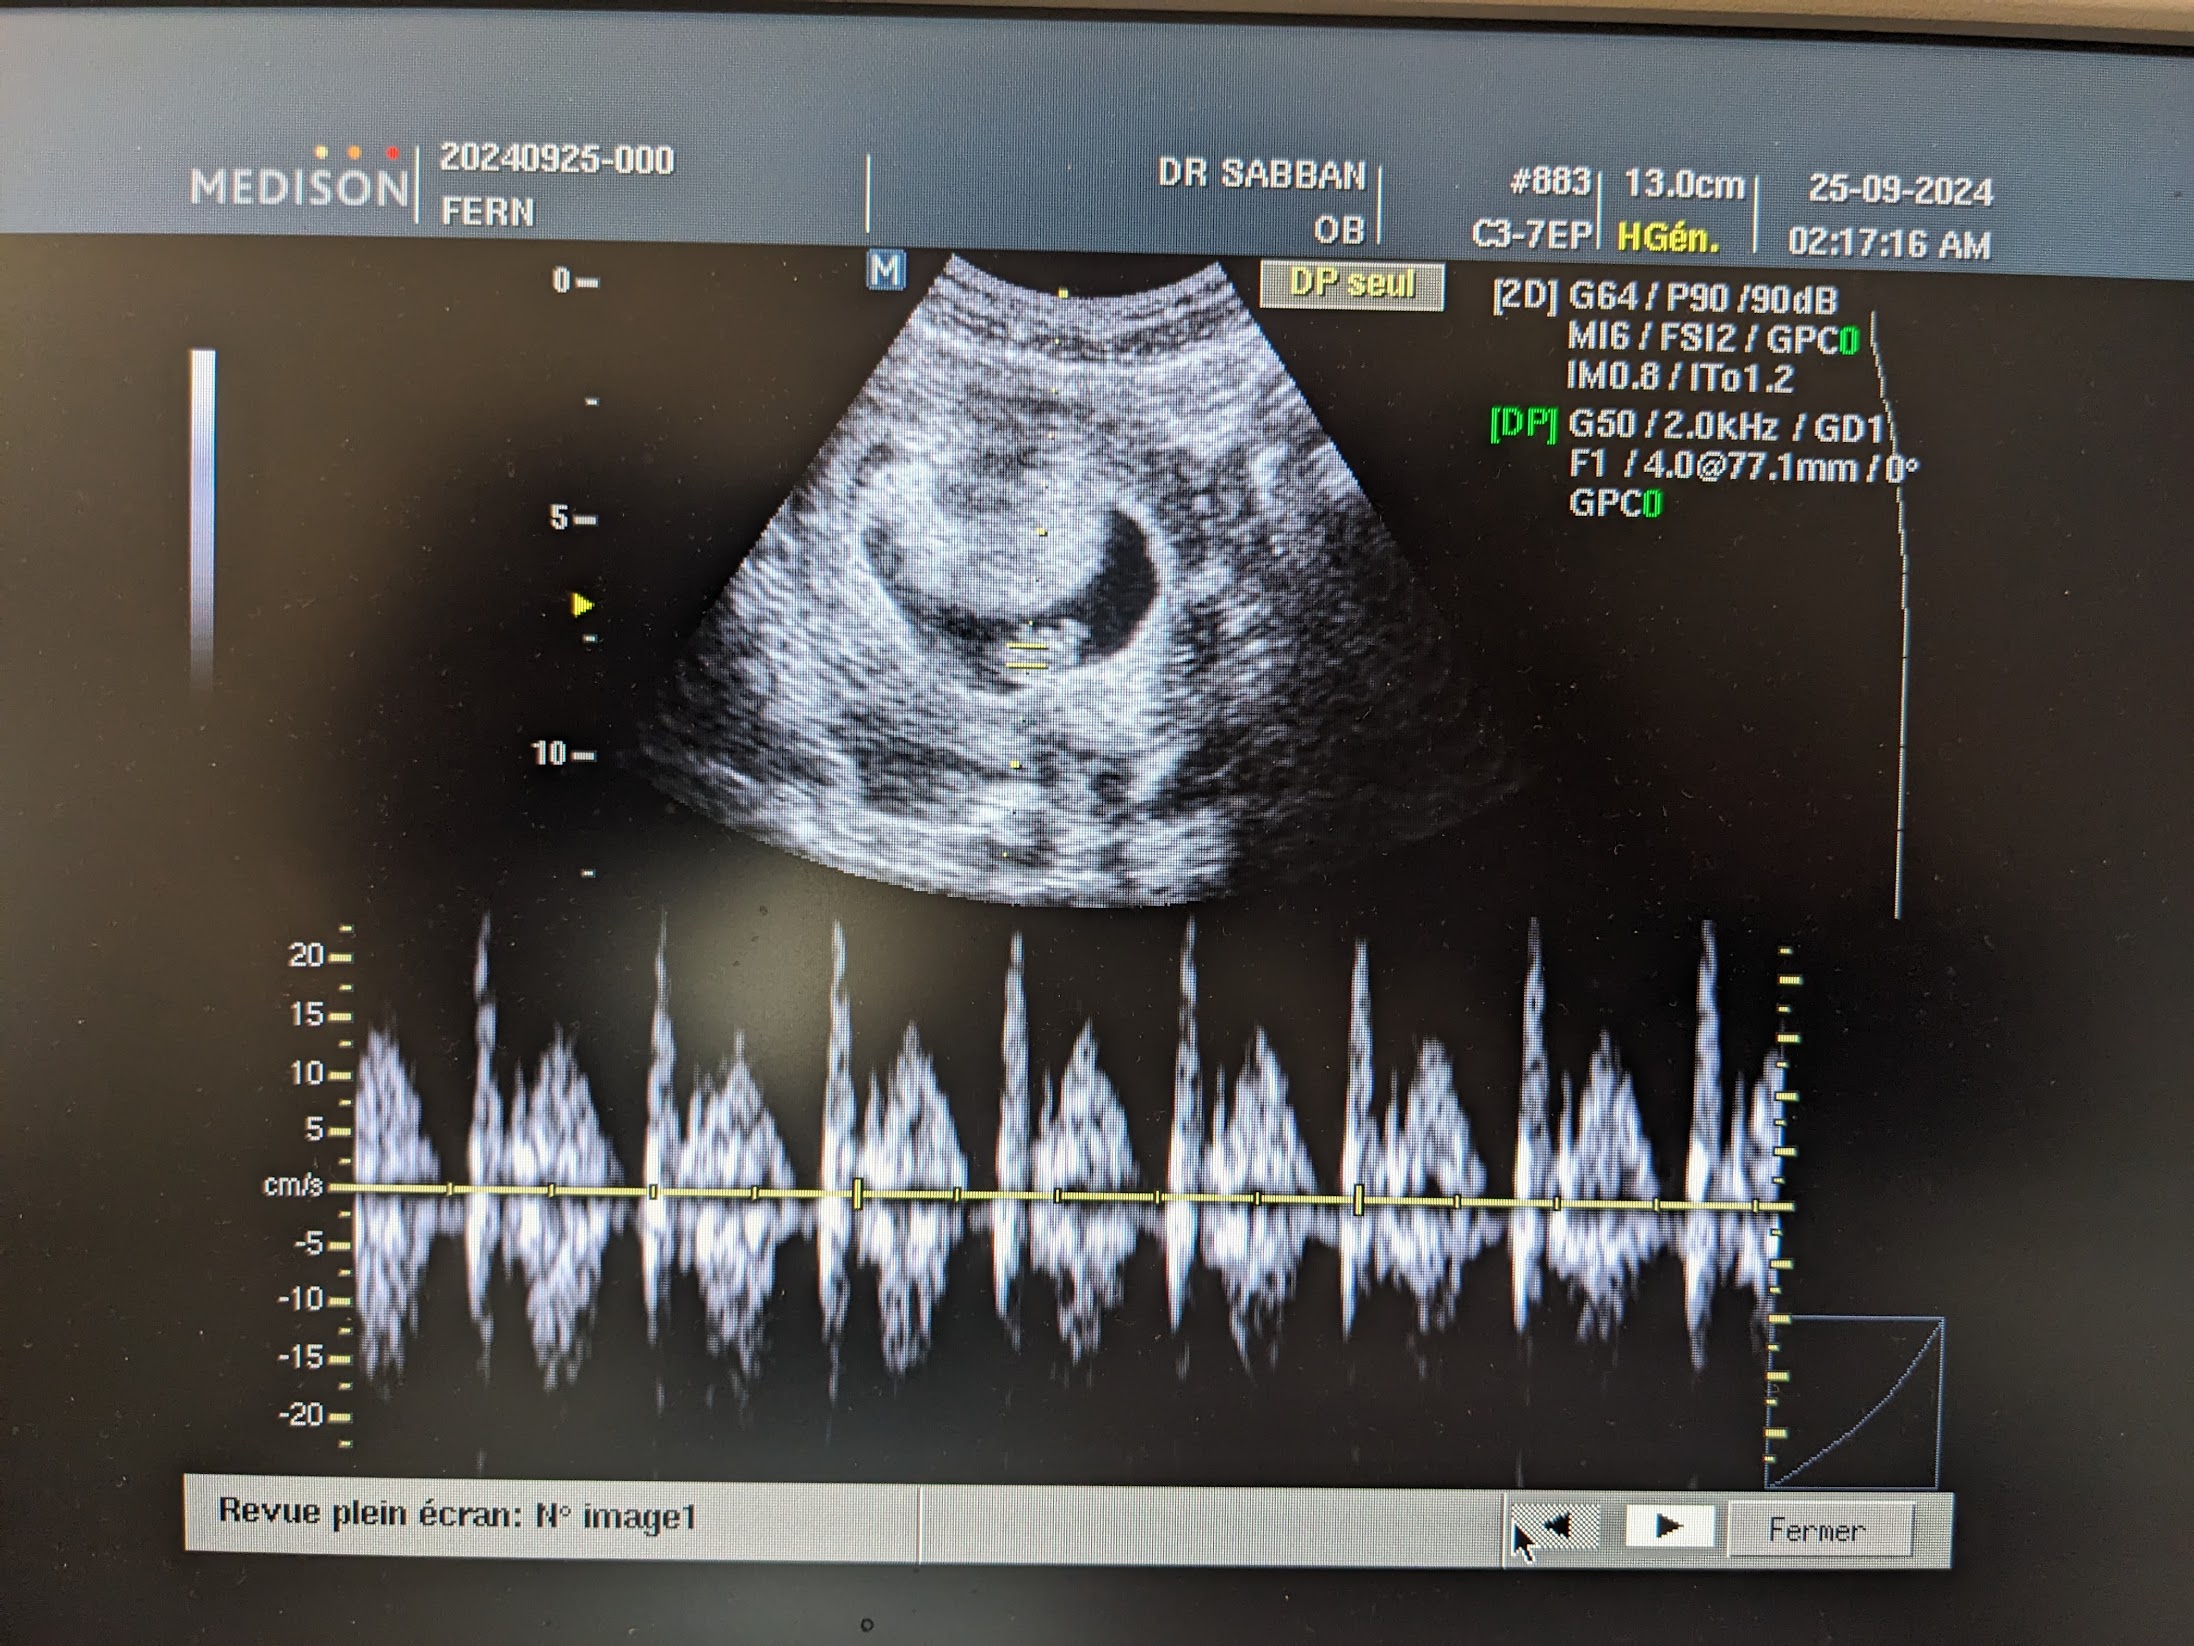 MEDISON
20240925-000
FERN
DR SABBAN
OB
#883
C3-7EP
13.0cm
HGén.
25-09-2024
02:17:16 AM
M
DP seul
[2D] G64 / P90 /90dB
MI6 / FSI2 / GPC0
IM0.8 / ITo1.2
[DP] G50 / 2.0kHz / GD1
F1 / 4.0@77.1mm / 0°
GPC0
0
5
10
20
15
10
5
cm/s
-5
-10
-15
-20
Revue plein écran: N° image1
Fermer